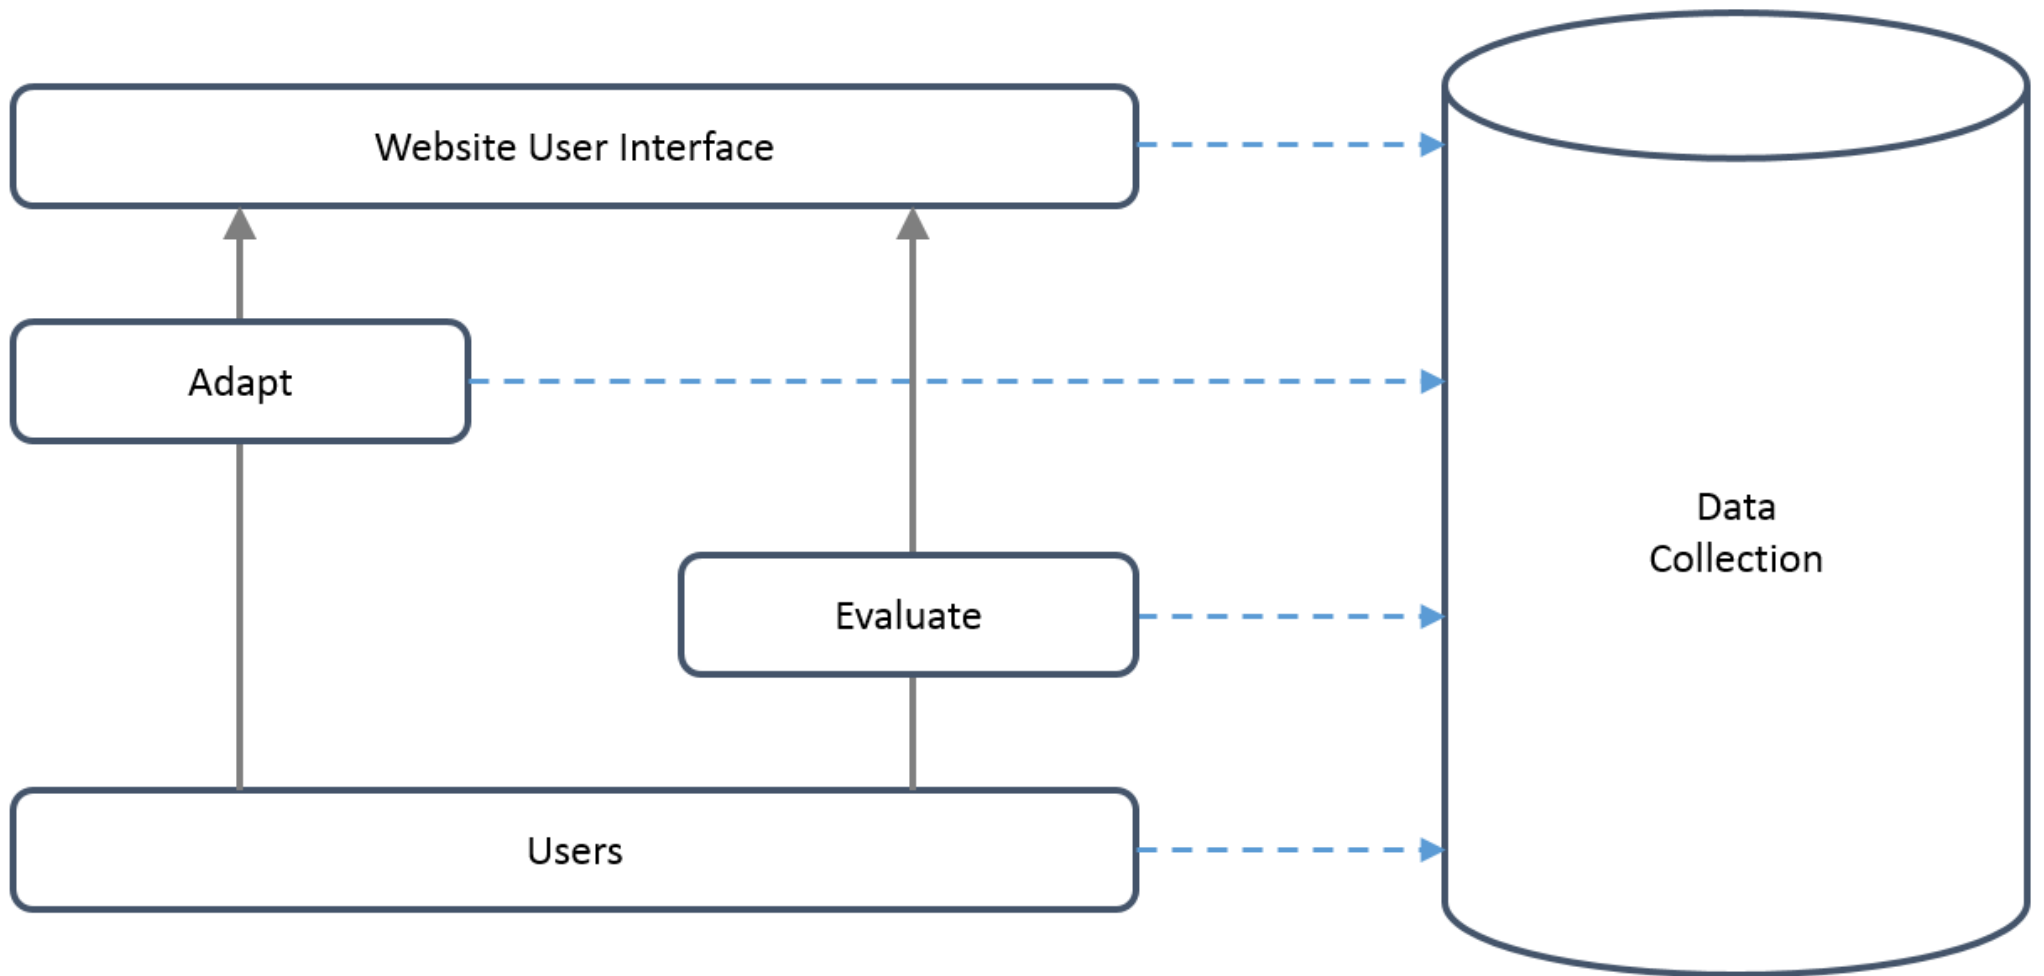 Website User Interface
Adapt
Data
Collection
Evaluate
Users